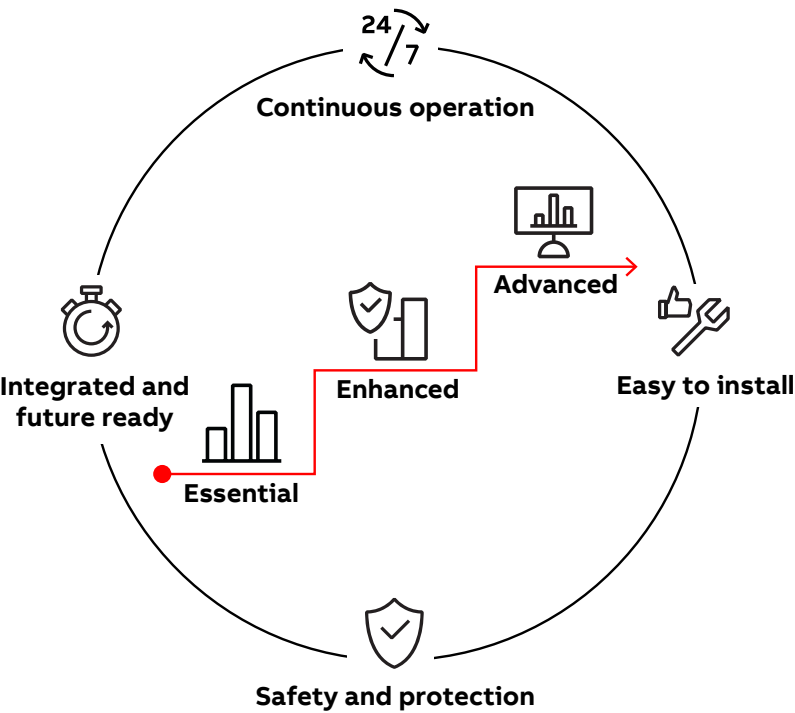 24
7
Continuous operation
Advanced
Integrated and
future ready
Enhanced
Easy to install
Essential
Safety and protection